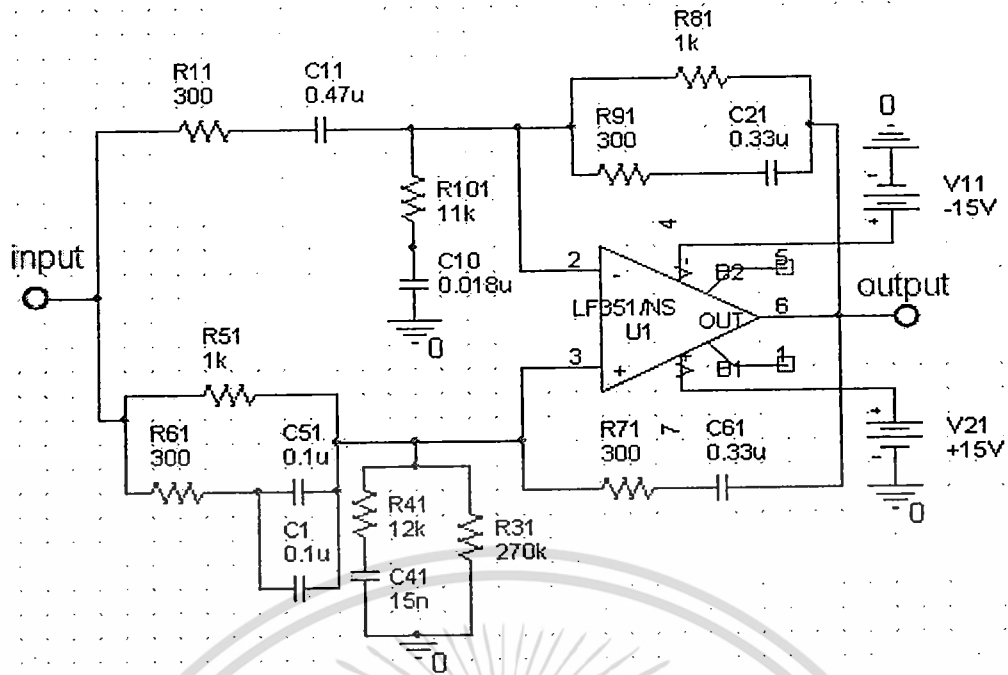 R81
1k
R11
300
C11
0.47u
R91
300
C21
0.33u
0
R101
11k
V11
-15V
-
+
4
input
C10
0.018u
0
2
-
B2
5
LF351/NS
U1
OUT
6
output
R51
1k
3
+
B1
1
R61
300
C51
0.1u
R71
300
7
C61
0.33u
+
-
V21
+15V
0
R41
12k
R31
270k
C1
0.1u
C41
15n
0